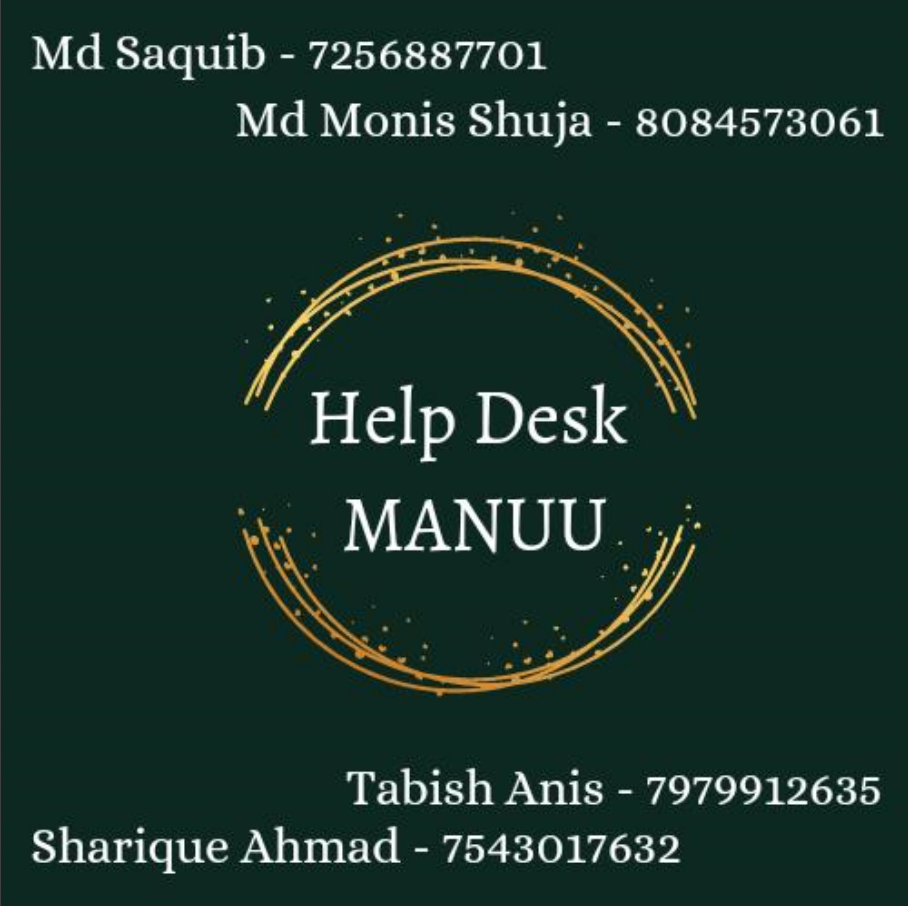 Md Saquib - 7256887701
Md Monis Shuja - 8084573061
Help Desk
MANUU
Tabish Anis - 7979912635
Sharique Ahmad - 7543017632